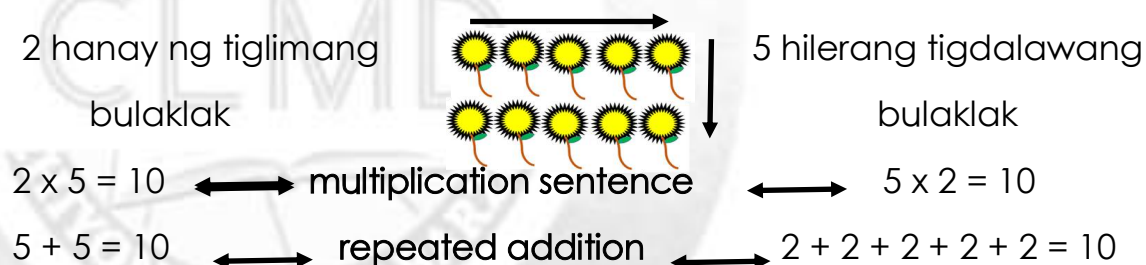 2 hanay ng tiglimang
bulaklak
5 hilerang tigdalawang
bulaklak
2 x 5 = 10 multiplication sentence 5 x 2 = 10
5 + 5 = 10 repeated addition 2 + 2 + 2 + 2 + 2 = 10